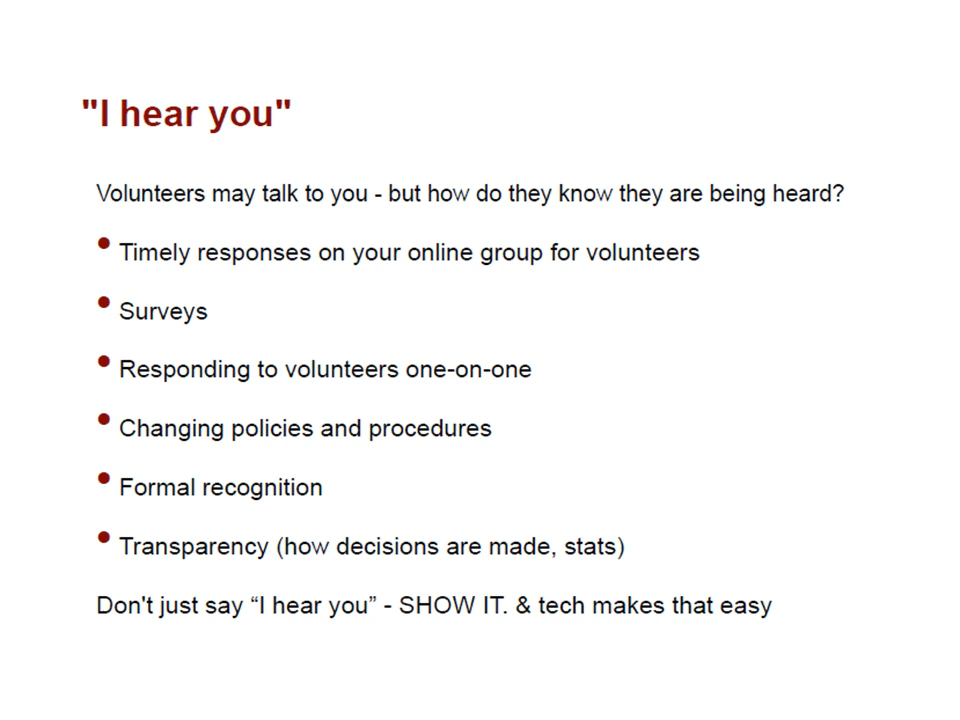 "I hear you"
Volunteers may talk to you - but how do they know they are being heard?
• Timely responses on your online group for volunteers
• Surveys
• Responding to volunteers one-on-one
• Changing policies and procedures
• Formal recognition
• Transparency (how decisions are made, stats)
Don't just say “I hear you” - SHOW IT. & tech makes that easy